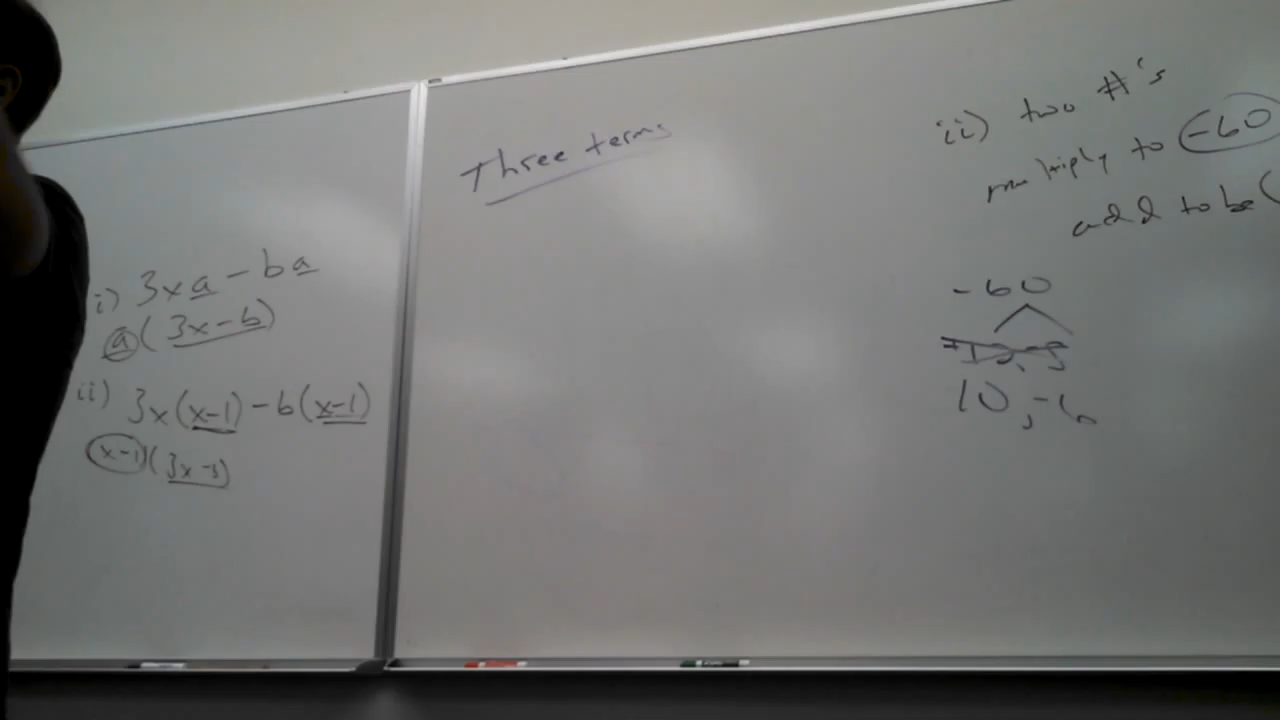 i) 3xa - ba
a(3x-b)
ii) 3x(x-1) - b(x-1)
(x-1)(3x-3)
Three terms
ii) two #'s
multiply to -60
add to be (
-60
10, -6